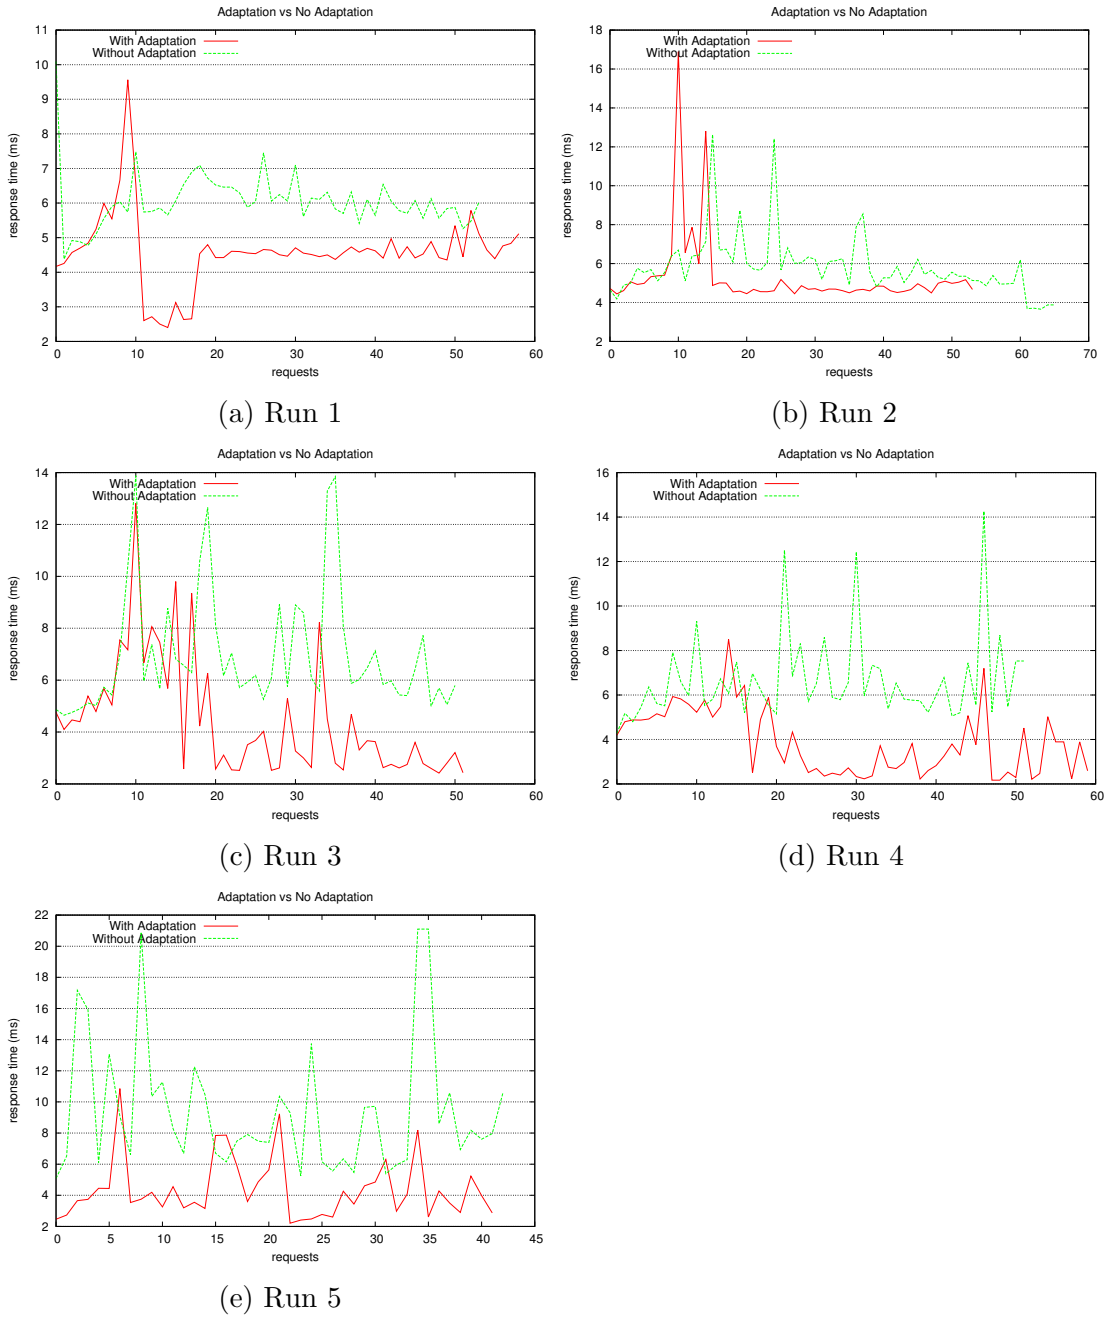 Adaptation vs No Adaptation
11
10
9
8
7
6
5
4
3
2
0 10 20 30 40 50 60
response time (ms)
requests
With Adaptation
Without Adaptation
(a) Run 1
Adaptation vs No Adaptation
18
16
14
12
10
8
6
4
2
0 10 20 30 40 50 60 70
response time (ms)
requests
With Adaptation
Without Adaptation
(b) Run 2
Adaptation vs No Adaptation
14
12
10
8
6
4
2
0 10 20 30 40 50 60
response time (ms)
requests
With Adaptation
Without Adaptation
(c) Run 3
Adaptation vs No Adaptation
16
14
12
10
8
6
4
2
0 10 20 30 40 50 60
response time (ms)
requests
With Adaptation
Without Adaptation
(d) Run 4
Adaptation vs No Adaptation
22
20
18
16
14
12
10
8
6
4
2
0 5 10 15 20 25 30 35 40 45
response time (ms)
requests
With Adaptation
Without Adaptation
(e) Run 5